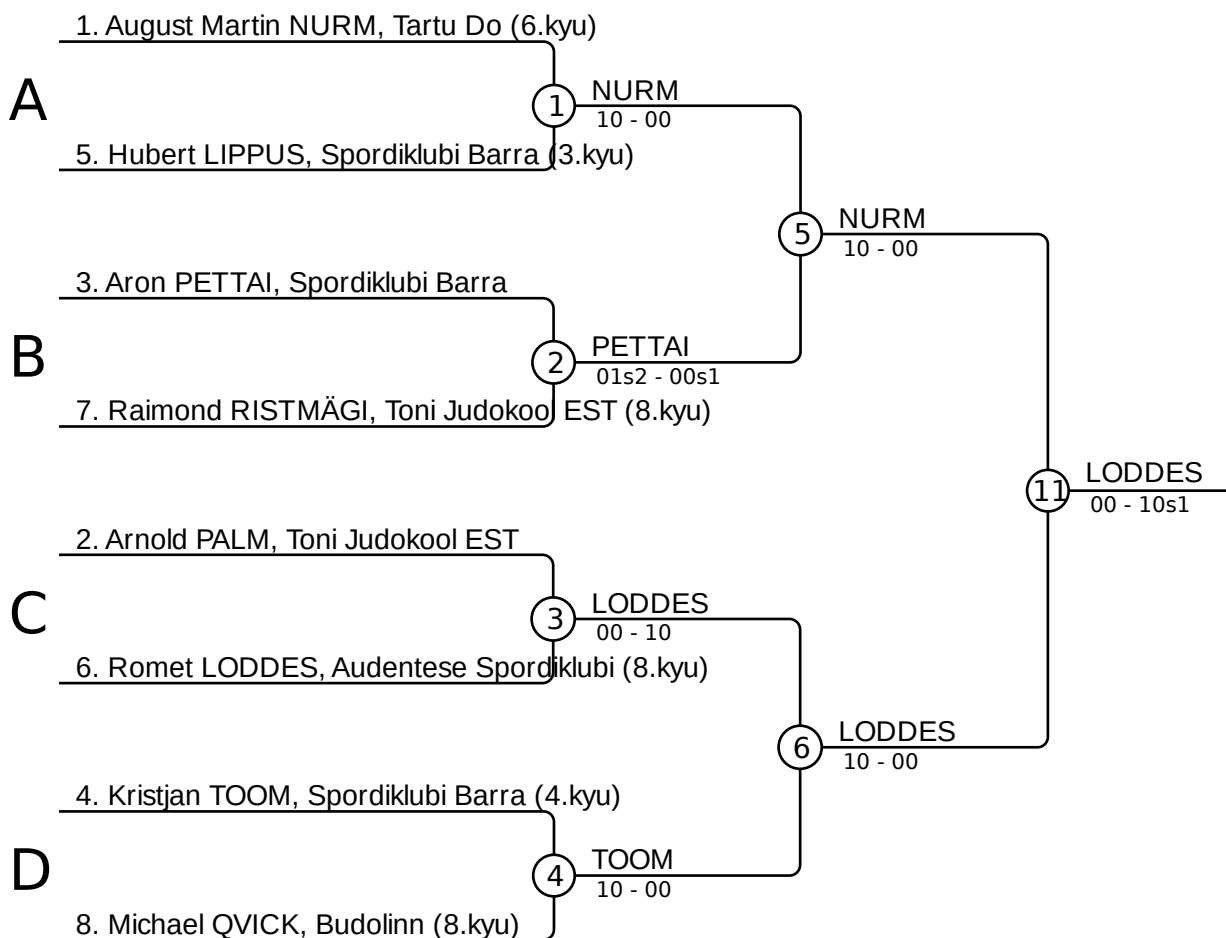 1. August Martin NURM, Tartu Do (6.kyu)
A
1
NURM
10 - 00
5. Hubert LIPPUS, Spordiklubi Barra (3.kyu)
5
NURM
10 - 00
3. Aron PETTAI, Spordiklubi Barra
B
2
PETTAI
01s2 - 00s1
7. Raimond RISTMÄGI, Toni Judokool EST (8.kyu)
11
LODDES
00 - 10s1
2. Arnold PALM, Toni Judokool EST
C
3
LODDES
00 - 10
6. Romet LODDES, Audentese Spordiklubi (8.kyu)
6
LODDES
10 - 00
4. Kristjan TOOM, Spordiklubi Barra (4.kyu)
D
4
TOOM
10 - 00
8. Michael QVICK, Budolinn (8.kyu)